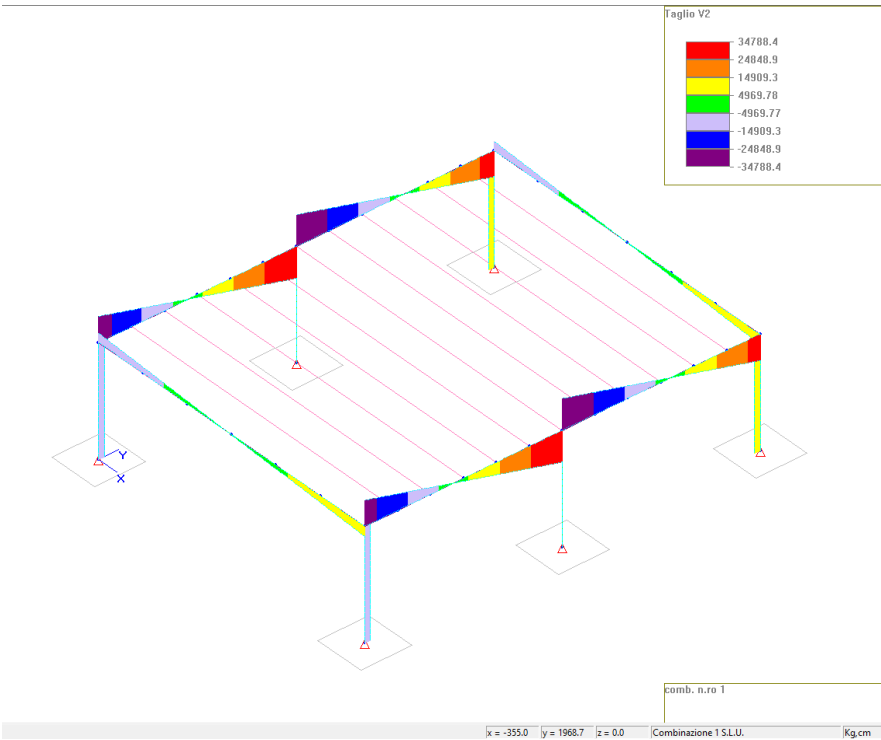 Taglio V2
34788.4
24848.9
14909.3
4969.78
-4969.77
-14909.3
-24848.9
-34788.4
Y
X
comb. n.ro 1
x = -355.0 y = 1968.7 z = 0.0 Combinazione 1 S.L.U. Kg,cm